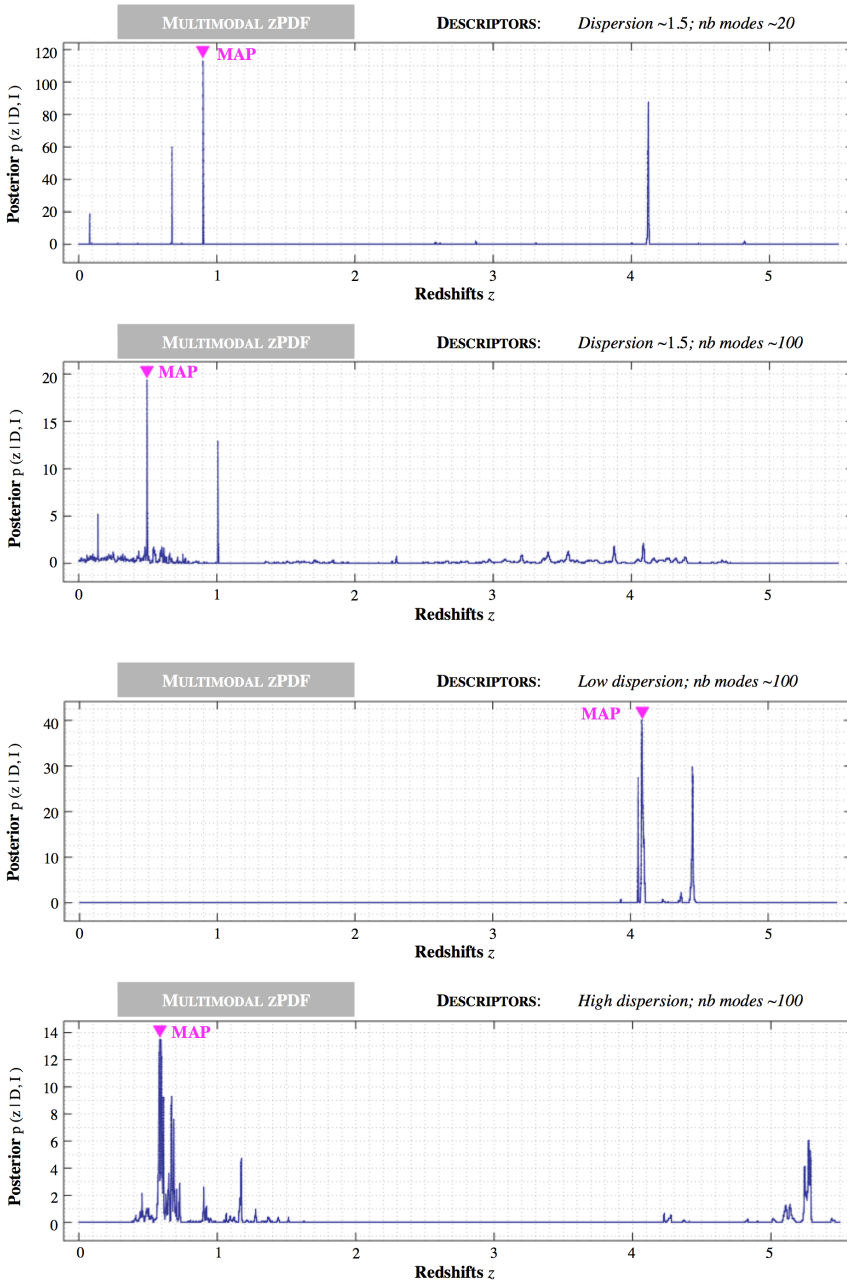 MULTIMODAL ZPDF DESCRIPTORS: Dispersion ~1.5; nb modes ~20
MAP
120
100
80
60
40
20
0
Posterior p ( z | D, I )
0 1 2 3 4 5
Redshifts z
MULTIMODAL ZPDF DESCRIPTORS: Dispersion ~1.5; nb modes ~100
MAP
20
15
10
5
0
Posterior p ( z | D, I )
0 1 2 3 4 5
Redshifts z
MULTIMODAL ZPDF DESCRIPTORS: Low dispersion; nb modes ~100
MAP
40
30
20
10
0
Posterior p ( z | D, I )
0 1 2 3 4 5
Redshifts z
MULTIMODAL ZPDF DESCRIPTORS: High dispersion; nb modes ~100
MAP
14
12
10
8
6
4
2
0
Posterior p ( z | D, I )
0 1 2 3 4 5
Redshifts z